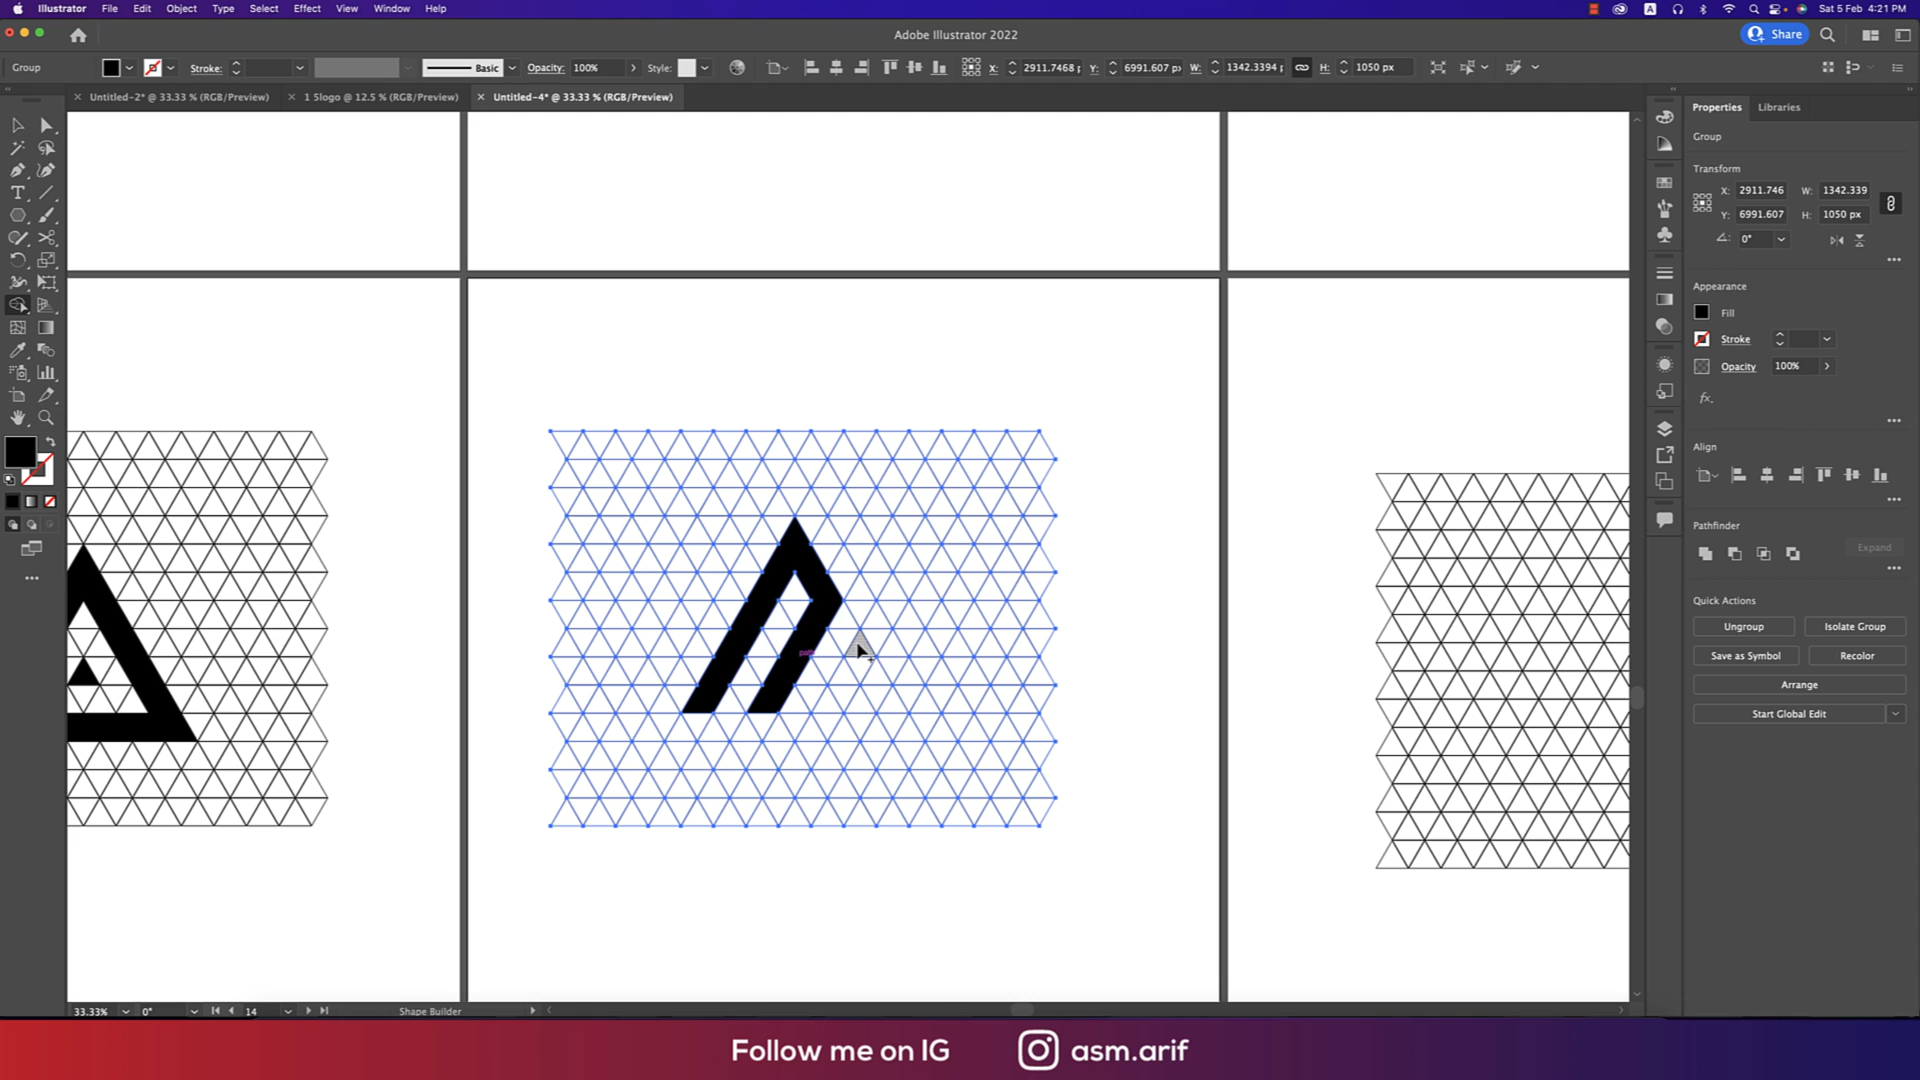 Illustrator File Edit Object Type Select Effect View Window Help
A Sat 5 Feb 4:21 PM
Adobe Illustrator 2022
Share
Group Stroke: Basic Opacity: 100% Style: X: 2911.7468 Y: 6991.607 px W: 1342.3394 H: 1050 px
× Untitled-2* @ 33.33 % (RGB/Preview) × 1 5logo @ 12.5 % (RGB/Preview) × Untitled-4* @ 33.33 % (RGB/Preview)
Properties Libraries
Group
Transform
X: 2911.746 W: 1342.339
Y: 6991.607 H: 1050 px
0°
Appearance
Fill
Stroke
Opacity 100%
fx.
Align
Pathfinder
Expand
Quick Actions
Ungroup Isolate Group
Save as Symbol Recolor
Arrange
Start Global Edit
path
33.33% 0° 14 Shape Builder
Follow me on IG asm.arif